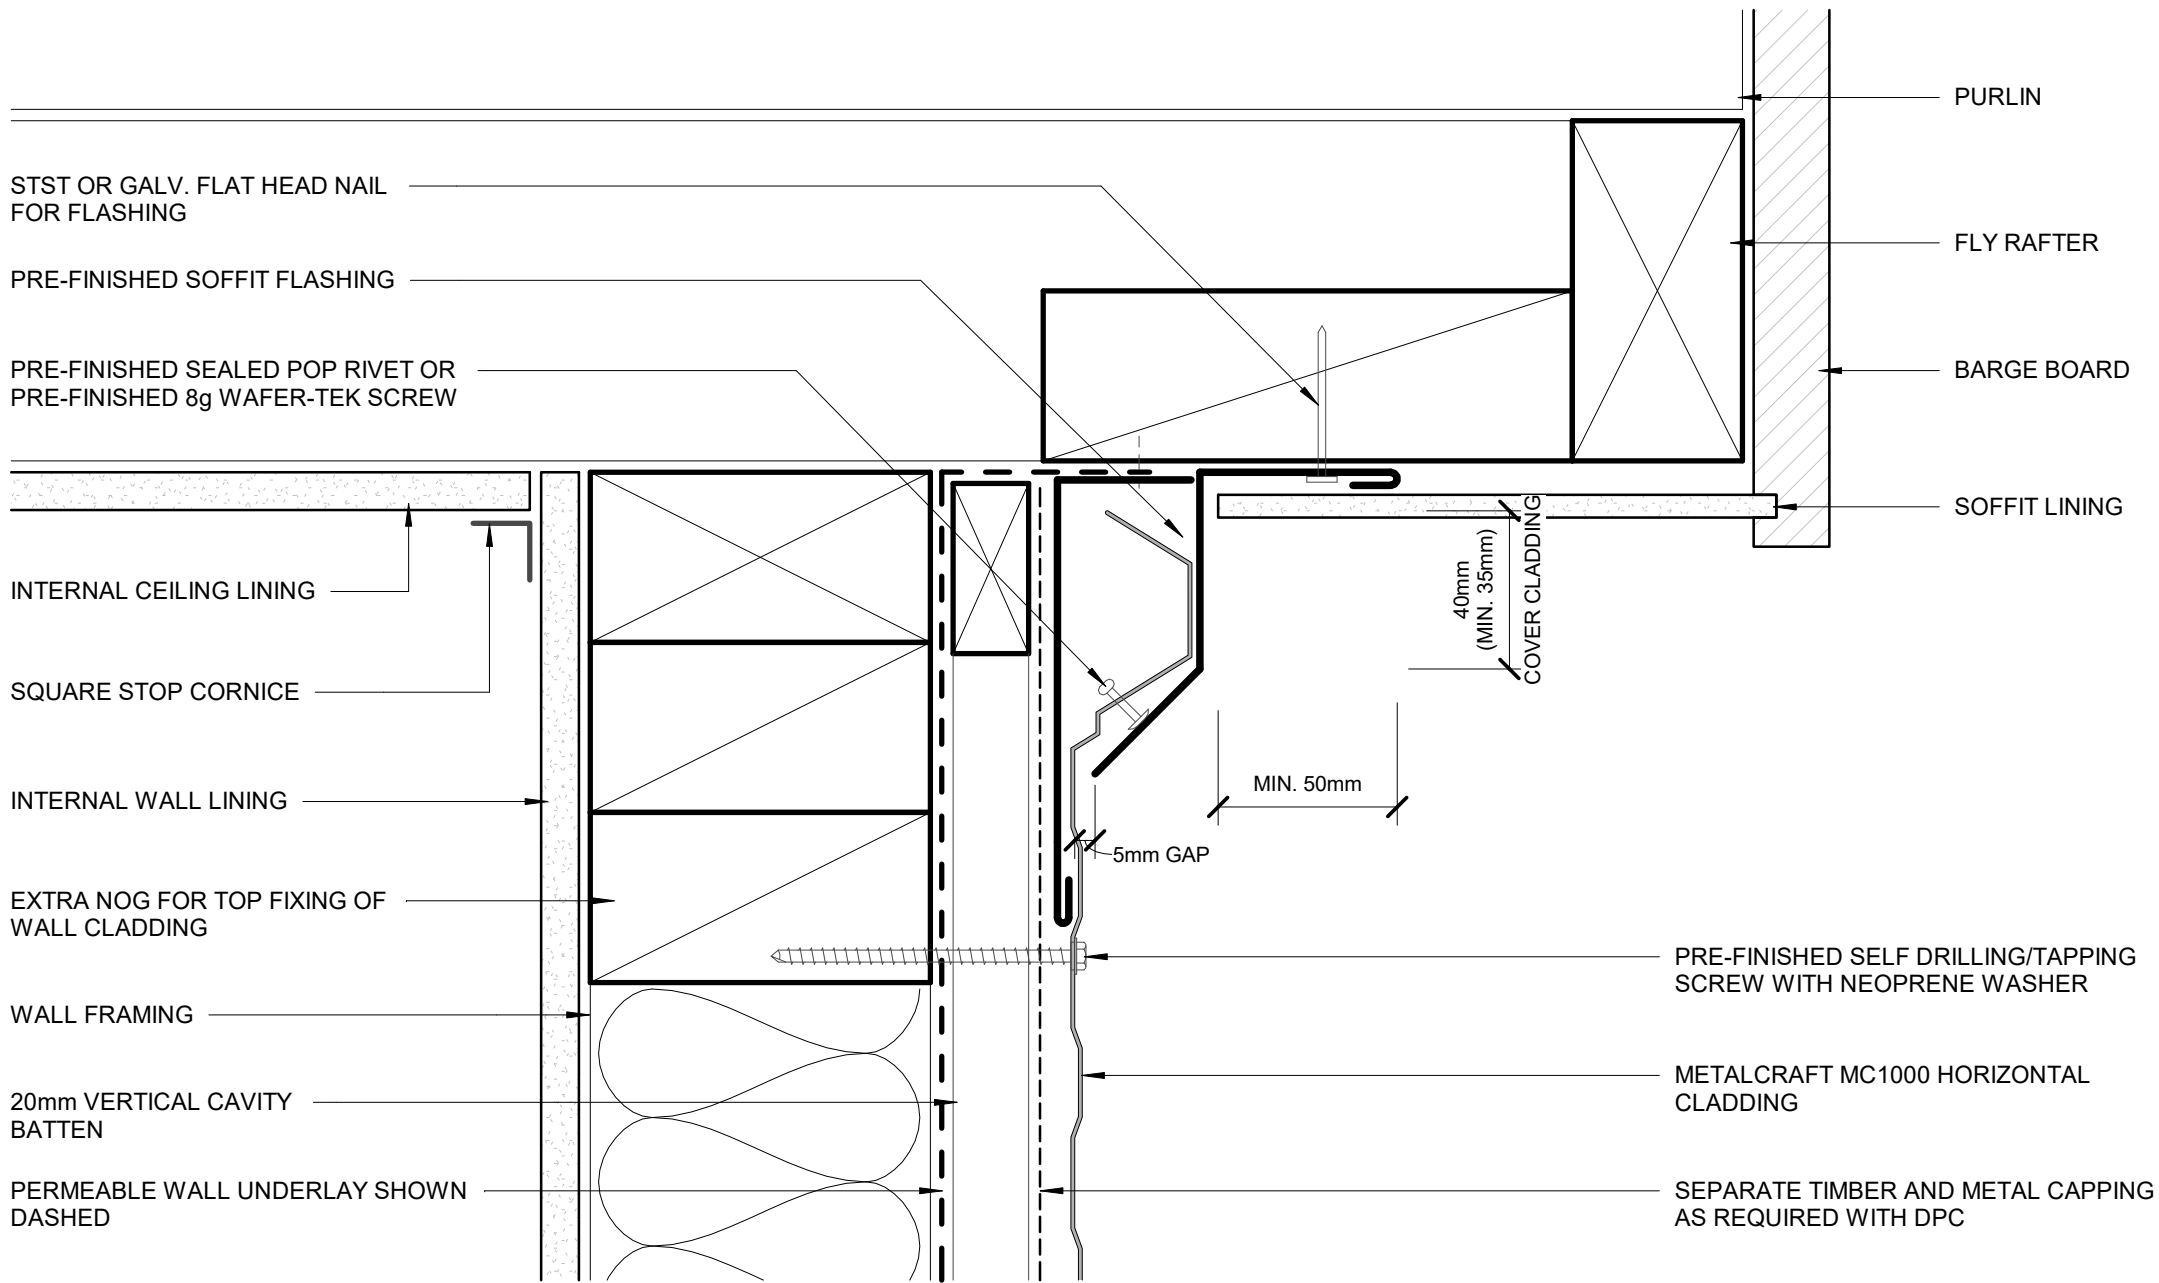 STST OR GALV. FLAT HEAD NAIL
FOR FLASHING
PRE-FINISHED SOFFIT FLASHING
PRE-FINISHED SEALED POP RIVET OR
PRE-FINISHED 8g WAFER-TEK SCREW
INTERNAL CEILING LINING
SQUARE STOP CORNICE
INTERNAL WALL LINING
EXTRA NOG FOR TOP FIXING OF
WALL CLADDING
WALL FRAMING
20mm VERTICAL CAVITY
BATTEN
PERMEABLE WALL UNDERLAY SHOWN
DASHED
40mm
(MIN. 35mm)
COVER CLADDING
MIN. 50mm
5mm GAP
PURLIN
FLY RAFTER
BARGE BOARD
SOFFIT LINING
PRE-FINISHED SELF DRILLING/TAPPING
SCREW WITH NEOPRENE WASHER
METALCRAFT MC1000 HORIZONTAL
CLADDING
SEPARATE TIMBER AND METAL CAPPING
AS REQUIRED WITH DPC